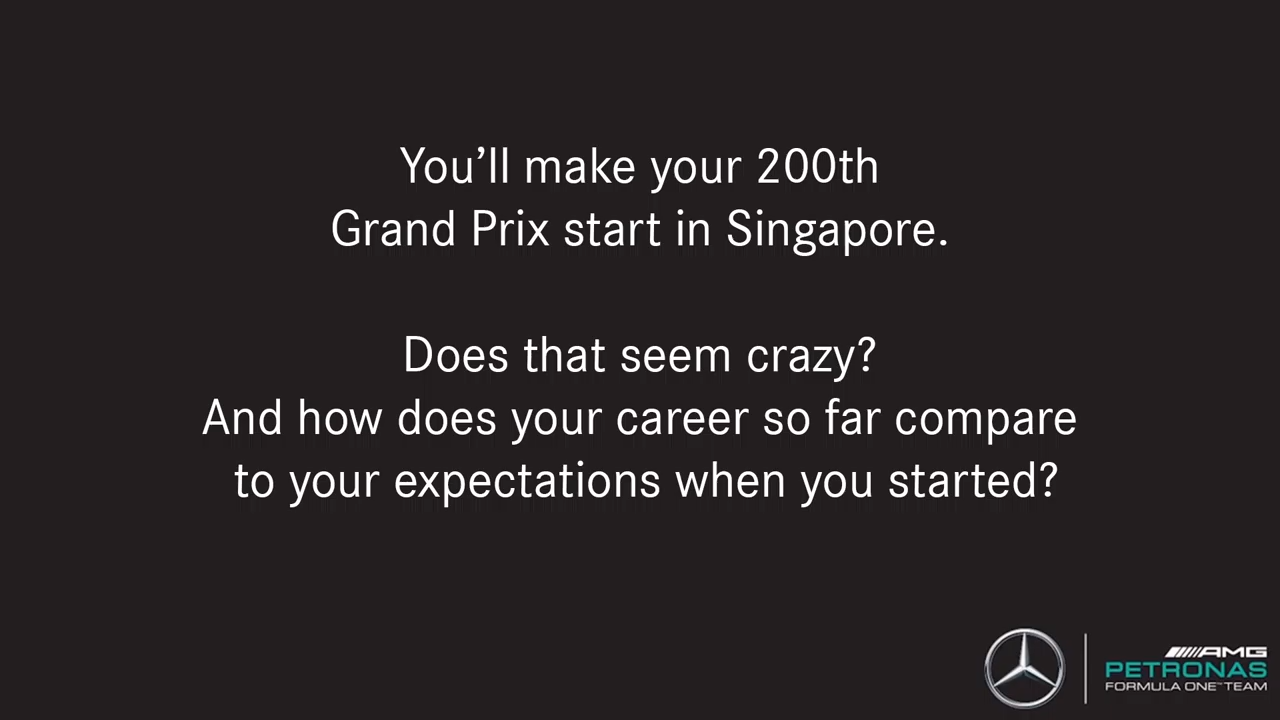 You’ll make your 200th
Grand Prix start in Singapore.
Does that seem crazy?
And how does your career so far compare
to your expectations when you started?
AMG
PETRONAS
FORMULA ONE™ TEAM